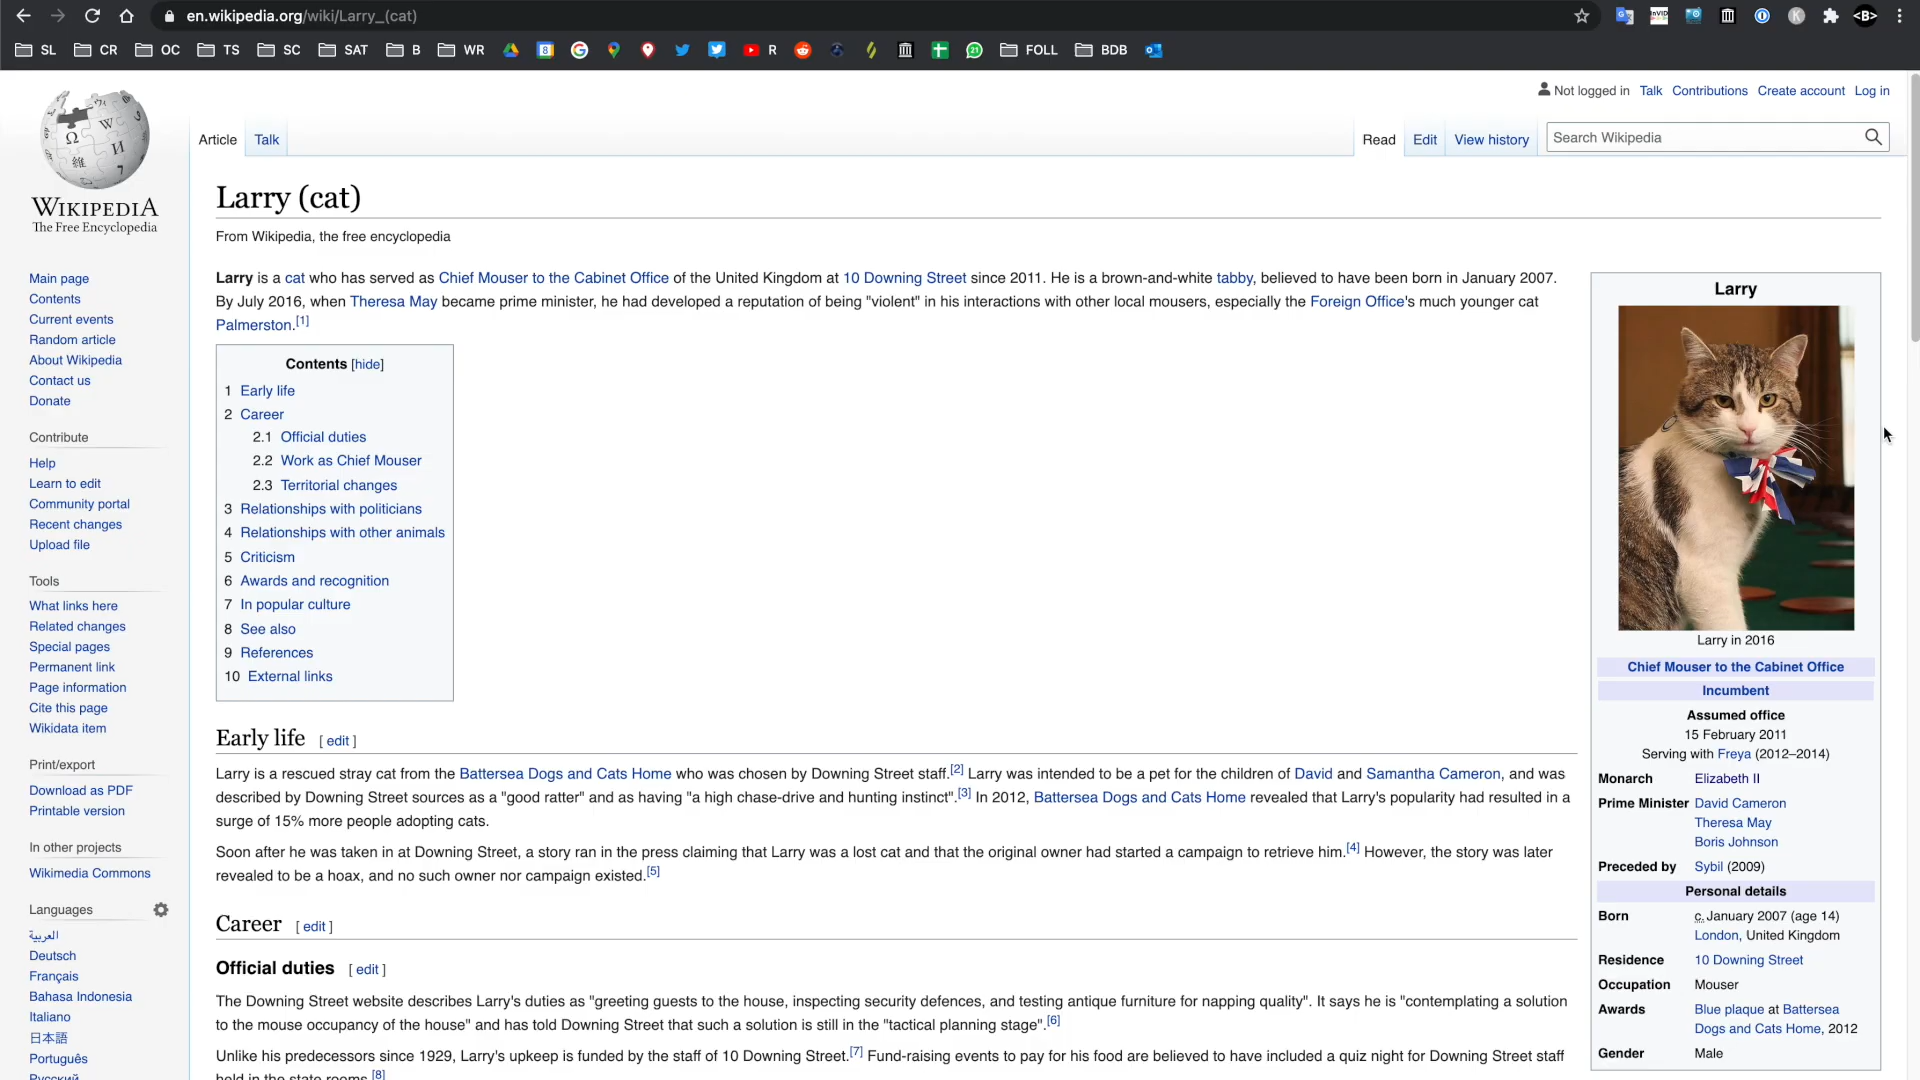 en.wikipedia.org/wiki/Larry_(cat)
SL CR OC TS SC SAT B WR R FOLL BDB
Not logged in Talk Contributions Create account Log in
Article Talk Read Edit View history Search Wikipedia
WIKIPEDIA
The Free Encyclopedia
Main page
Contents
Current events
Random article
About Wikipedia
Contact us
Donate
Contribute
Help
Learn to edit
Community portal
Recent changes
Upload file
Tools
What links here
Related changes
Special pages
Permanent link
Page information
Cite this page
Wikidata item
Print/export
Download as PDF
Printable version
In other projects
Wikimedia Commons
Languages
العربية
Deutsch
Français
Bahasa Indonesia
Italiano
日本語
Português
Русский
Larry (cat)
From Wikipedia, the free encyclopedia
Larry is a cat who has served as Chief Mouser to the Cabinet Office of the United Kingdom at 10 Downing Street since 2011. He is a brown-and-white tabby, believed to have been born in January 2007.
By July 2016, when Theresa May became prime minister, he had developed a reputation of being "violent" in his interactions with other local mousers, especially the Foreign Office's much younger cat
Palmerston.[1]
Contents [hide]
1 Early life
2 Career
2.1 Official duties
2.2 Work as Chief Mouser
2.3 Territorial changes
3 Relationships with politicians
4 Relationships with other animals
5 Criticism
6 Awards and recognition
7 In popular culture
8 See also
9 References
10 External links
Early life [ edit ]
Larry is a rescued stray cat from the Battersea Dogs and Cats Home who was chosen by Downing Street staff.[2] Larry was intended to be a pet for the children of David and Samantha Cameron, and was
described by Downing Street sources as a "good ratter" and as having "a high chase-drive and hunting instinct".[3] In 2012, Battersea Dogs and Cats Home revealed that Larry's popularity had resulted in a
surge of 15% more people adopting cats.
Soon after he was taken in at Downing Street, a story ran in the press claiming that Larry was a lost cat and that the original owner had started a campaign to retrieve him.[4] However, the story was later
revealed to be a hoax, and no such owner nor campaign existed.[5]
Career [ edit ]
Official duties [ edit ]
The Downing Street website describes Larry's duties as "greeting guests to the house, inspecting security defences, and testing antique furniture for napping quality". It says he is "contemplating a solution
to the mouse occupancy of the house" and has told Downing Street that such a solution is still in the "tactical planning stage".[6]
Unlike his predecessors since 1929, Larry's upkeep is funded by the staff of 10 Downing Street.[7] Fund-raising events to pay for his food are believed to have included a quiz night for Downing Street staff
held in the state rooms.[8]
Larry
Larry in 2016
Chief Mouser to the Cabinet Office
Incumbent
Assumed office
15 February 2011
Serving with Freya (2012–2014)
Monarch Elizabeth II
Prime Minister David Cameron
Theresa May
Boris Johnson
Preceded by Sybil (2009)
Personal details
Born c. January 2007 (age 14)
London, United Kingdom
Residence 10 Downing Street
Occupation Mouser
Awards Blue plaque at Battersea
Dogs and Cats Home, 2012
Gender Male